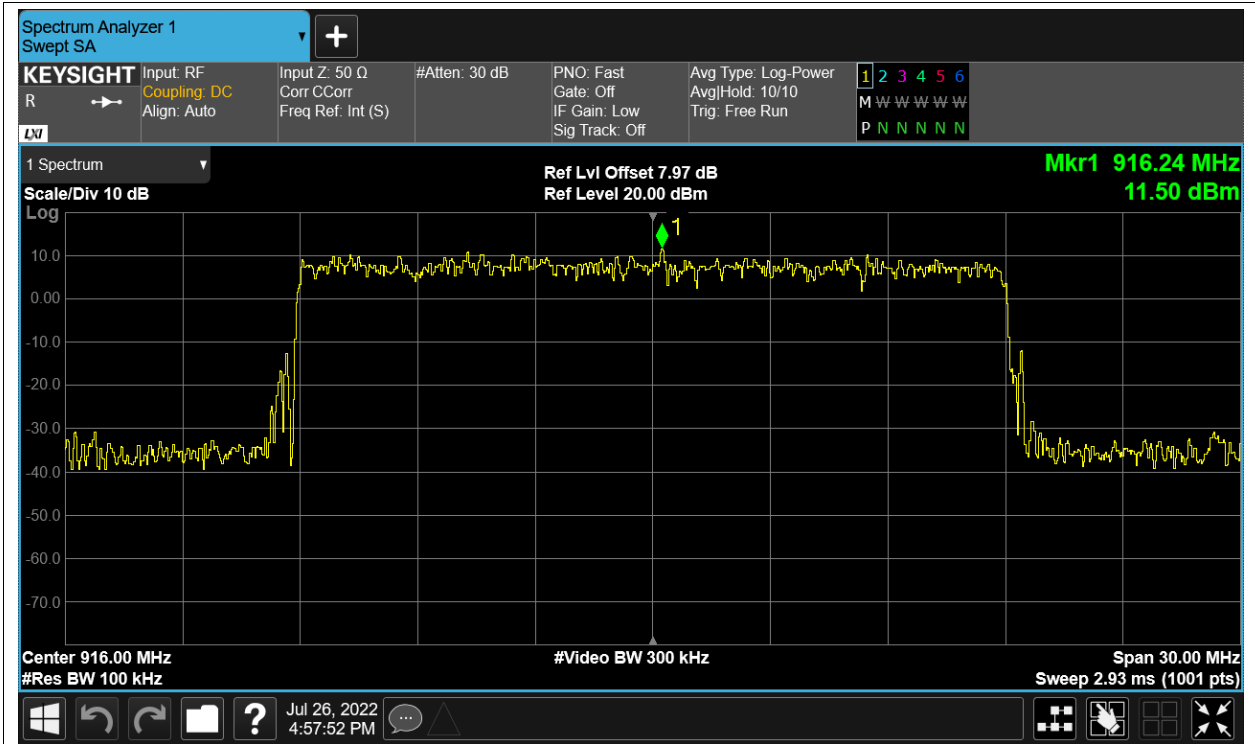 Spectrum Analyzer 1
Swept SA
KEYSIGHT
R
LXI
Input: RF
Coupling: DC
Align: Auto
Input Z: 50 Ω
Corr CCorr
Freq Ref: Int (S)
#Atten: 30 dB
PNO: Fast
Gate: Off
IF Gain: Low
Sig Track: Off
Avg Type: Log-Power
Avg|Hold: 10/10
Trig: Free Run
1 2 3 4 5 6
M W W W W W
P N N N N N
1 Spectrum
Scale/Div 10 dB
Log
Ref Lvl Offset 7.97 dB
Ref Level 20.00 dBm
Mkr1 916.24 MHz
11.50 dBm
1
10.0
0.00
-10.0
-20.0
-30.0
-40.0
-50.0
-60.0
-70.0
Center 916.00 MHz
#Res BW 100 kHz
#Video BW 300 kHz
Span 30.00 MHz
Sweep 2.93 ms (1001 pts)
?
Jul 26, 2022
4:57:52 PM